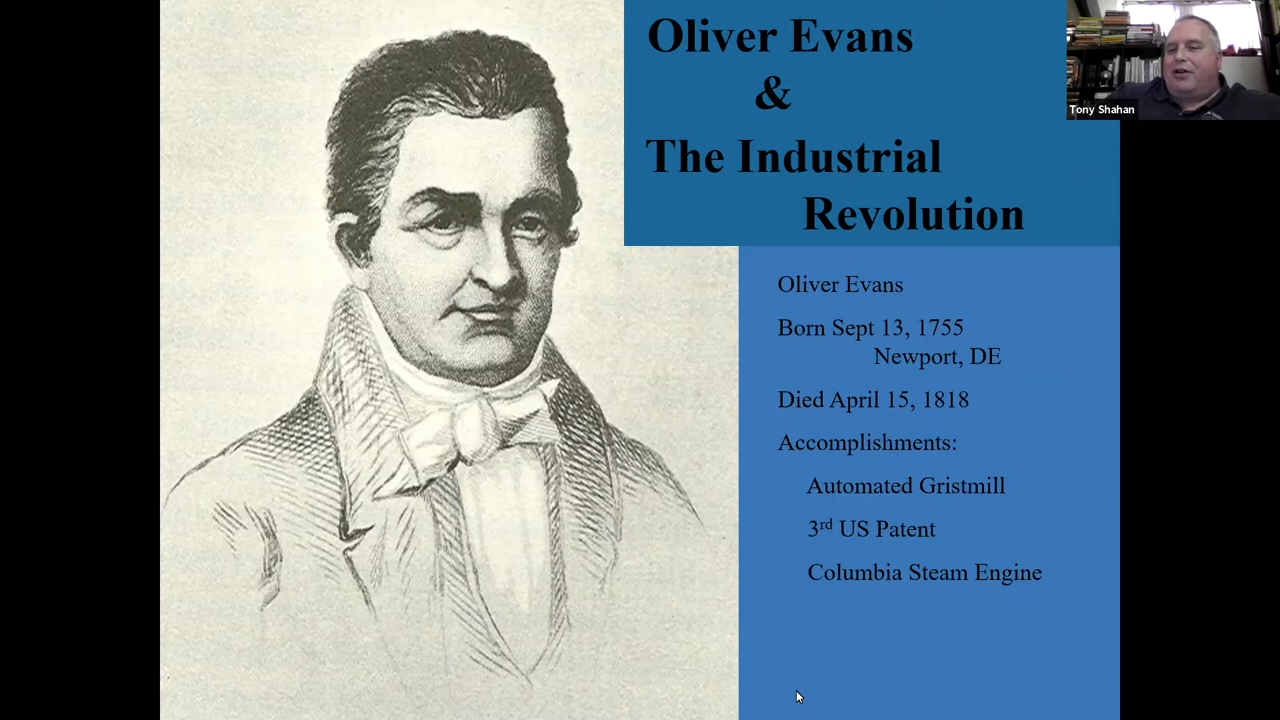 Oliver Evans
&
The Industrial
Revolution
Tony Shahan
Oliver Evans
Born Sept 13, 1755
Newport, DE
Died April 15, 1818
Accomplishments:
Automated Gristmill
3rd US Patent
Columbia Steam Engine